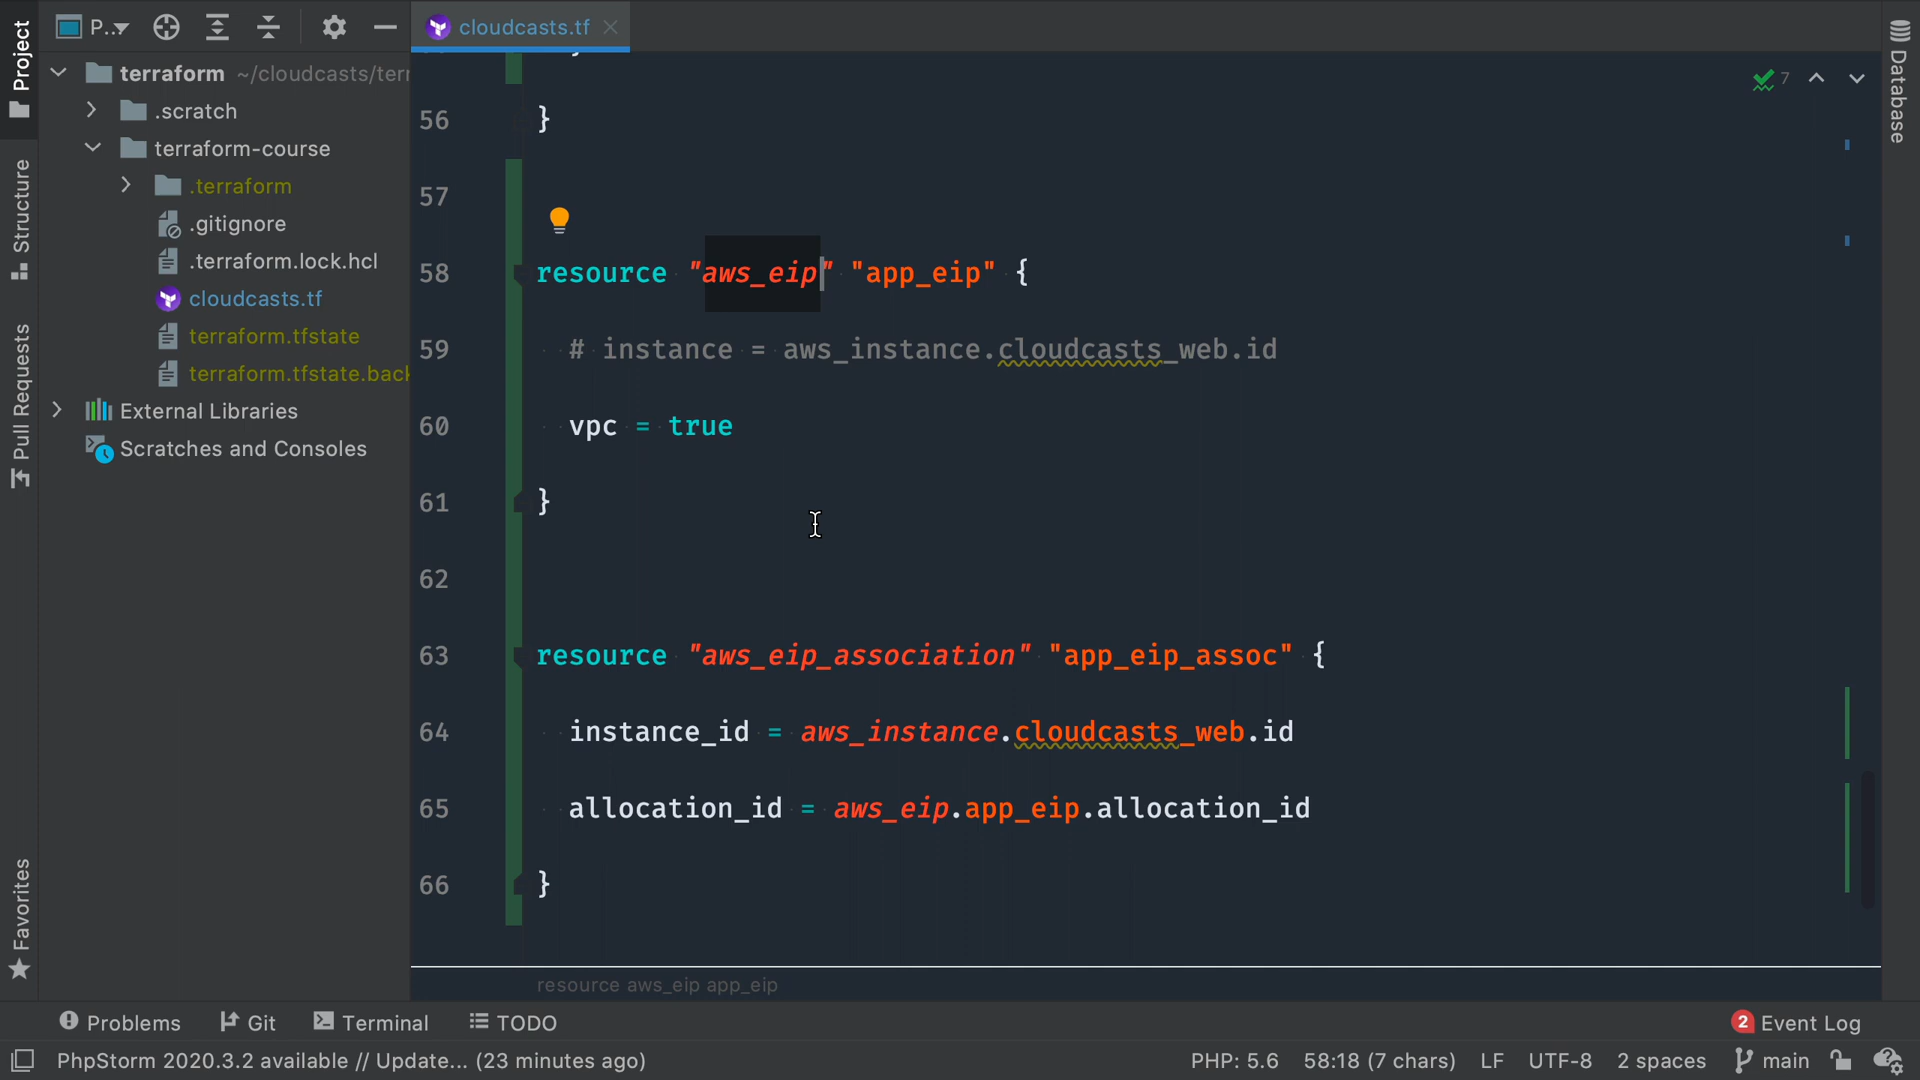 Project
P..
cloudcasts.tf
terraform ~/cloudcasts/terr
.scratch
terraform-course
.terraform
.gitignore
.terraform.lock.hcl
cloudcasts.tf
terraform.tfstate
terraform.tfstate.back
External Libraries
Scratches and Consoles
Structure
Pull Requests
Favorites
7
Database
56 }
57
58 resource "aws_eip" "app_eip" {
59 # instance = aws_instance.cloudcasts_web.id
60 vpc = true
61 }
62
63 resource "aws_eip_association" "app_eip_assoc" {
64 instance_id = aws_instance.cloudcasts_web.id
65 allocation_id = aws_eip.app_eip.allocation_id
66 }
resource aws_eip app_eip
Problems Git Terminal TODO 2 Event Log
PhpStorm 2020.3.2 available // Update... (23 minutes ago) PHP: 5.6 58:18 (7 chars) LF UTF-8 2 spaces main